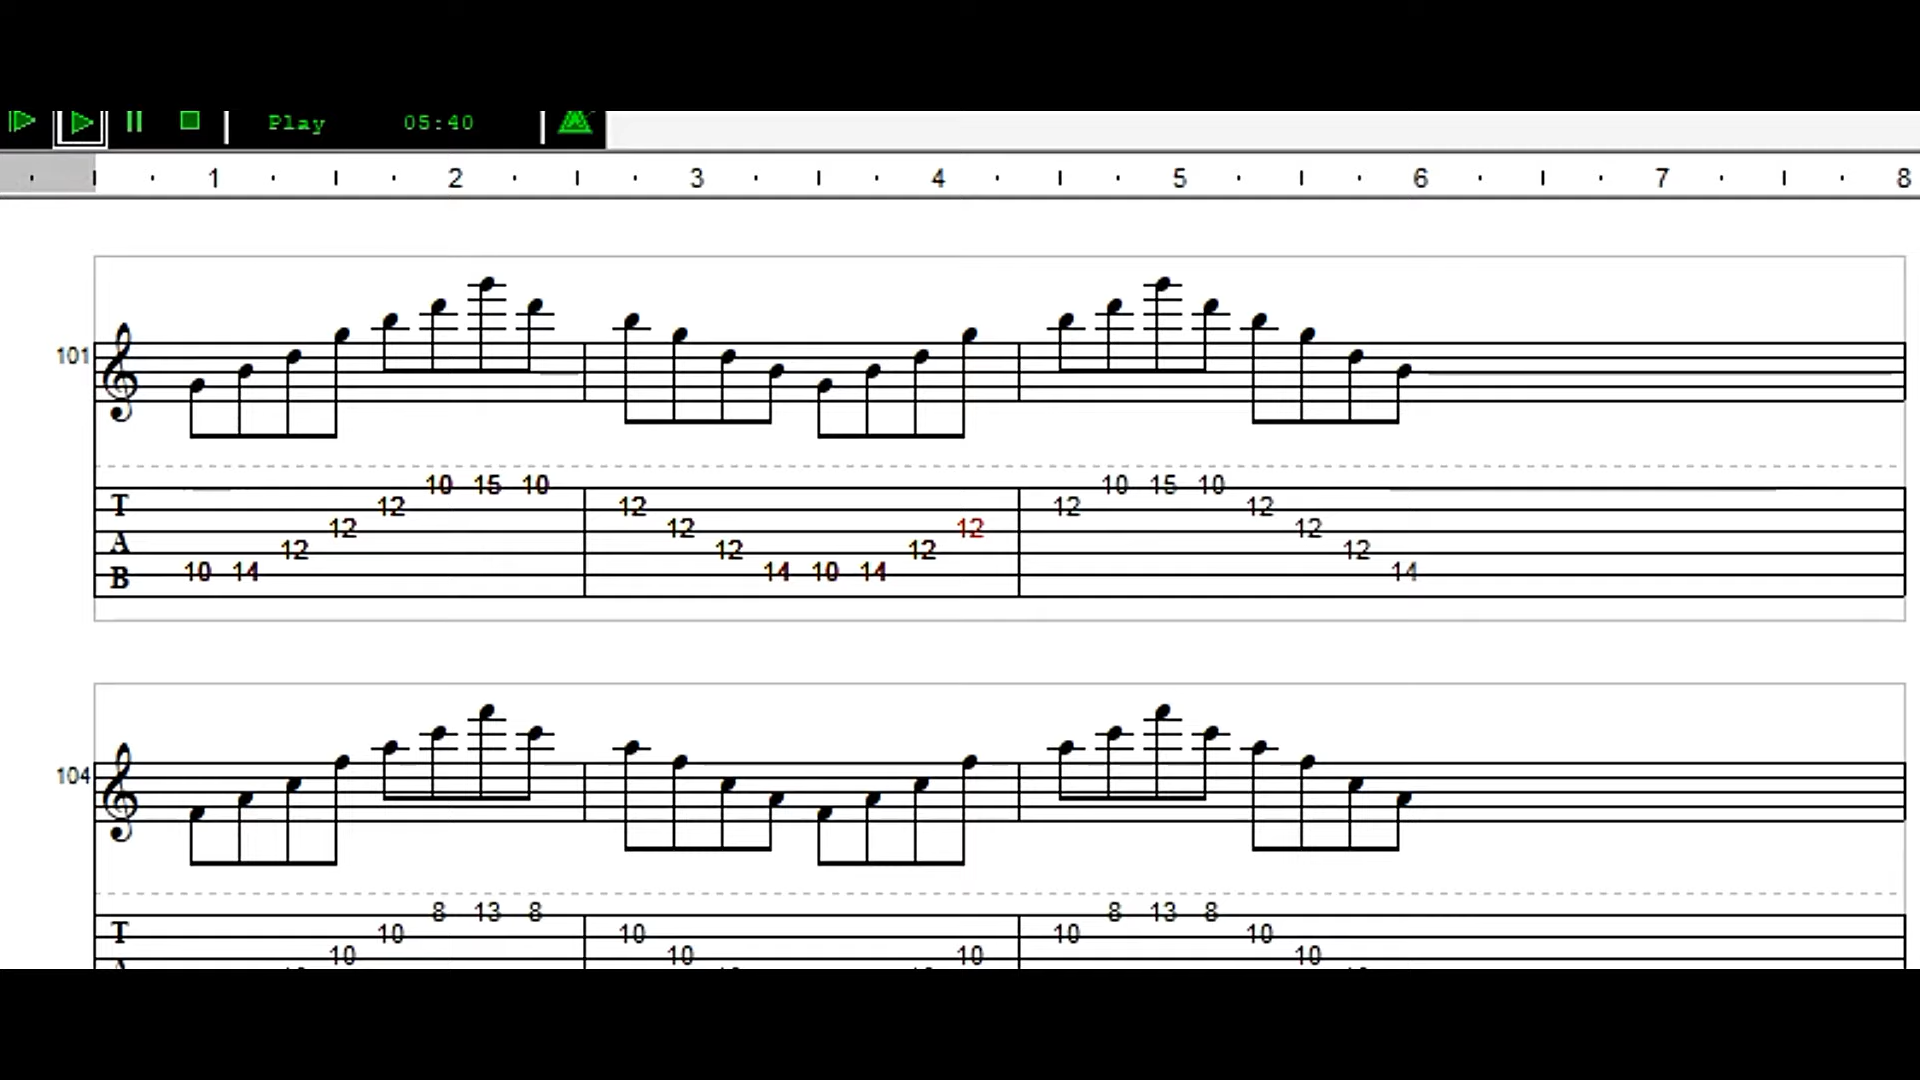 Play 05:40
1 2 3 4 5 6 7 8
101
10 15 10 10 15 10
T 12 12 12 12
12 12 12 12
A 12 12 12 12
B 10 14 14 10 14 14
104
8 13 8 8 13 8
T 10 10 10 10
10 10 10 10